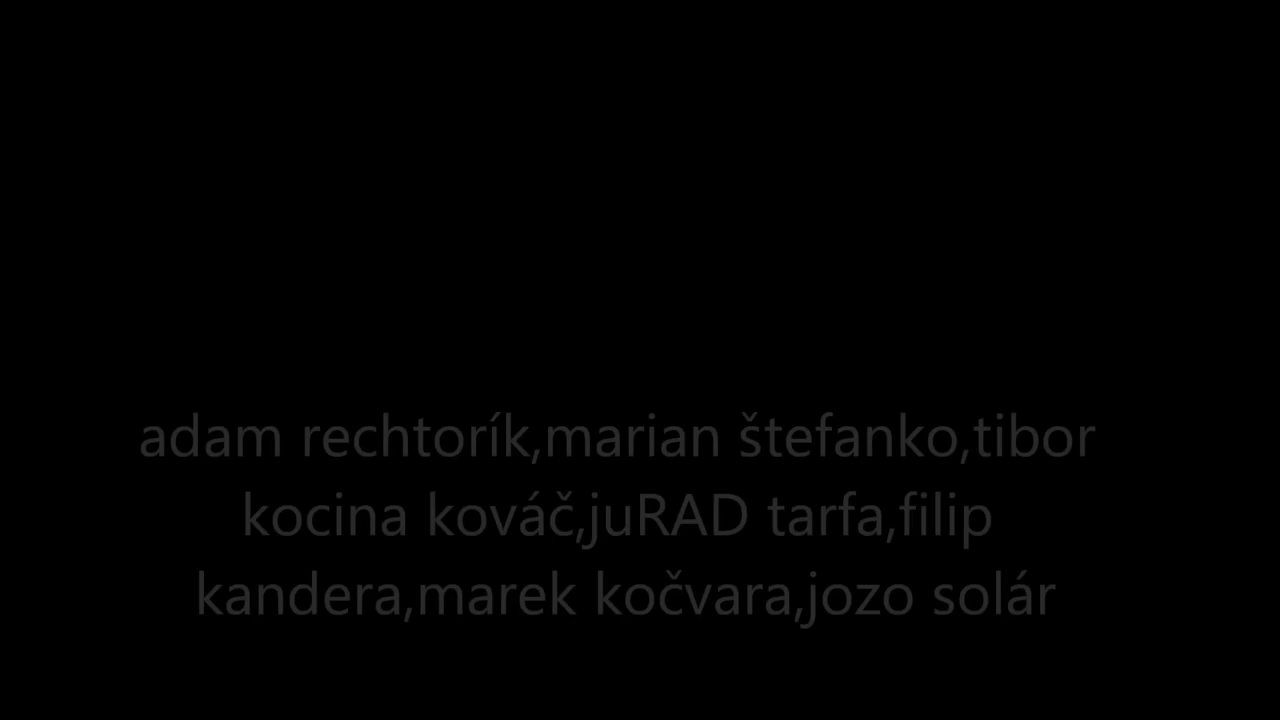 adam rechtorík,marian štefanko,tibor
kocina kováč,juRAD tarfa,filip
kandera,marek kočvara,jozo solár